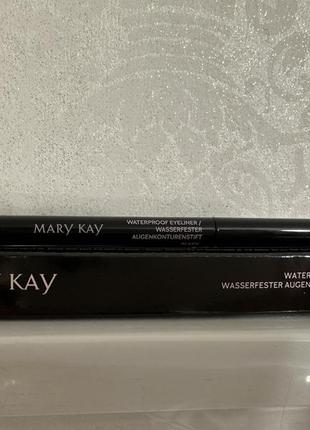 MARY KAY
WATERPROOF EYELINER /
WASSERFESTER
AUGENKONTURENSTIFT
KAY
WATER
WASSERFESTER AUGEN